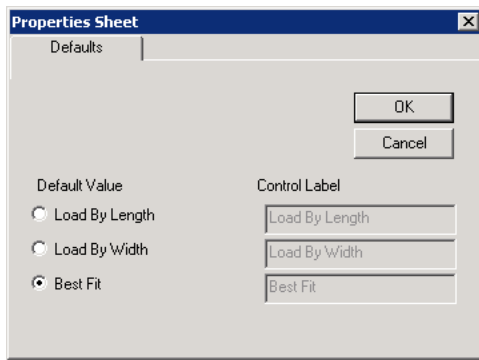 Properties Sheet
Defaults
OK
Cancel
Default Value Control Label
Load By Length Load By Length
Load By Width Load By Width
Best Fit Best Fit